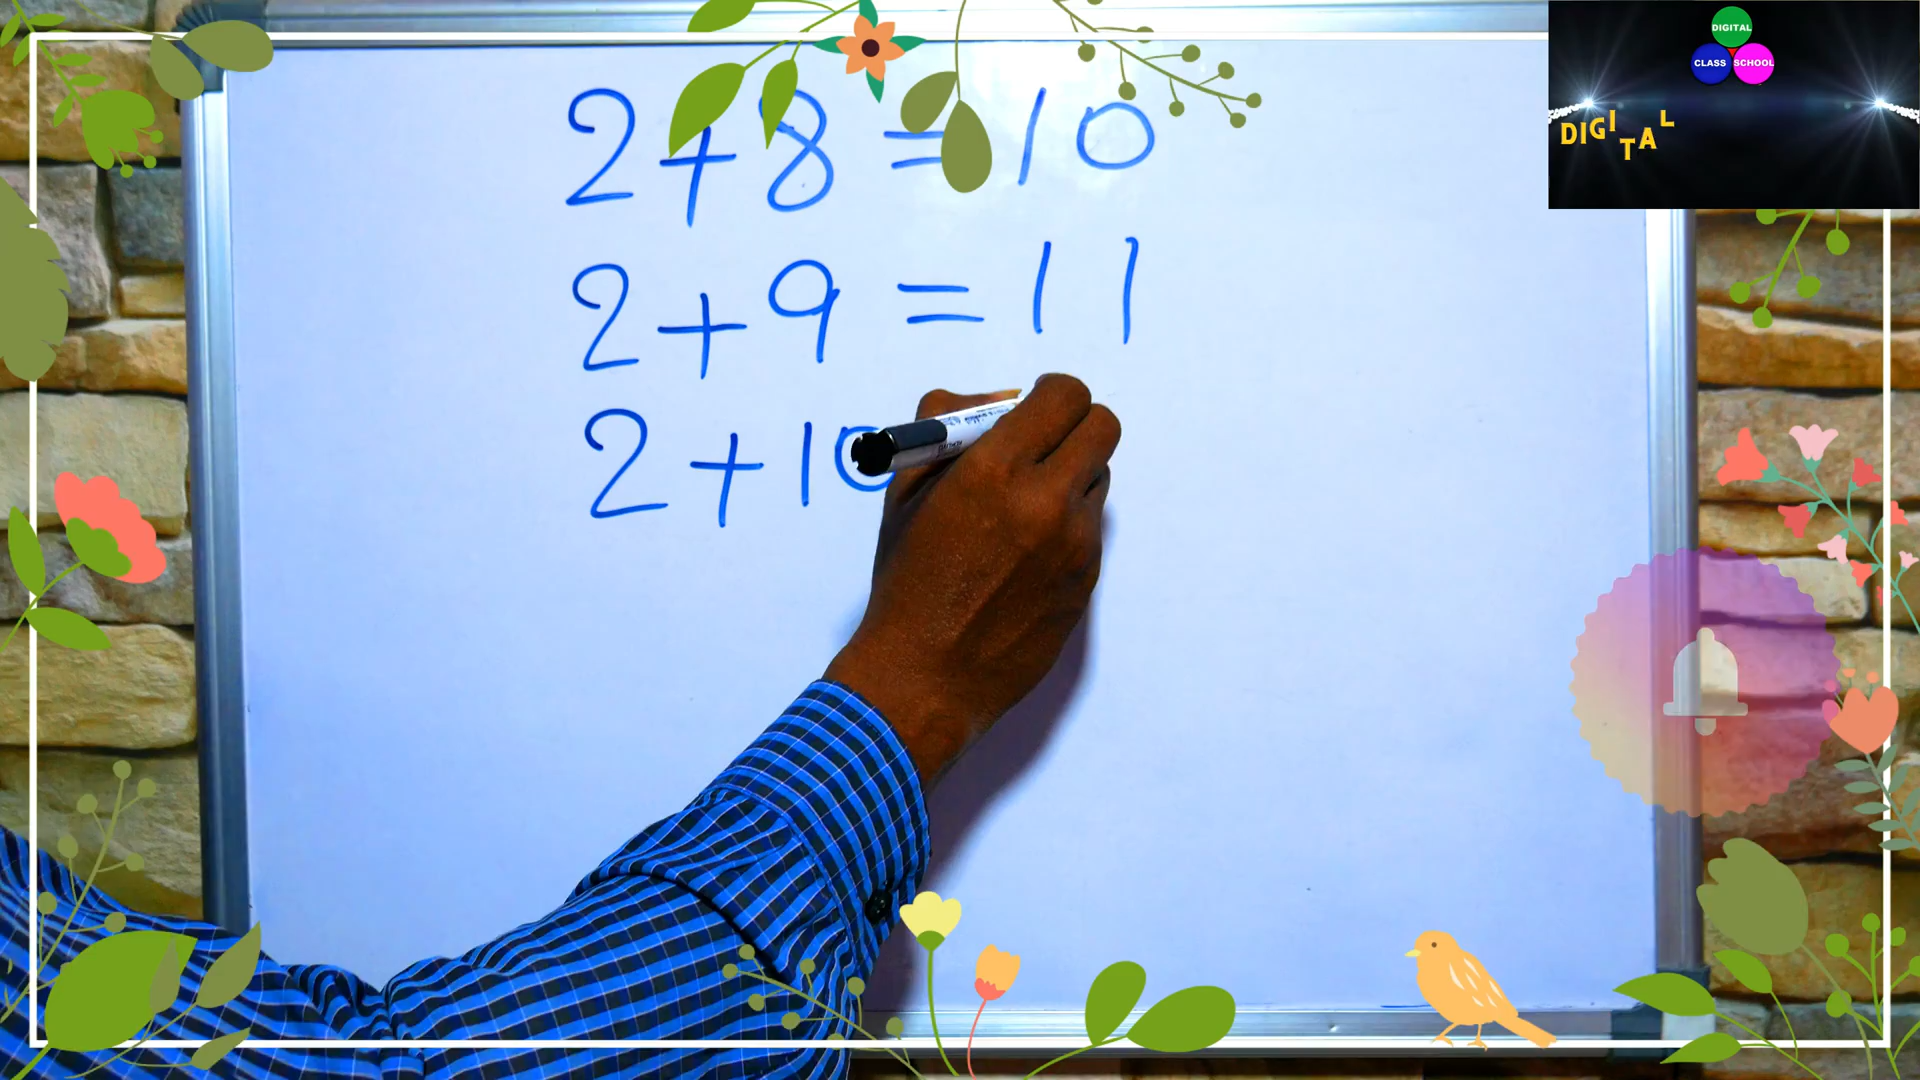 2+8 = 10
2+9 = 11
2+10
DIGITAL
CLASS SCHOOL
DIGITAL